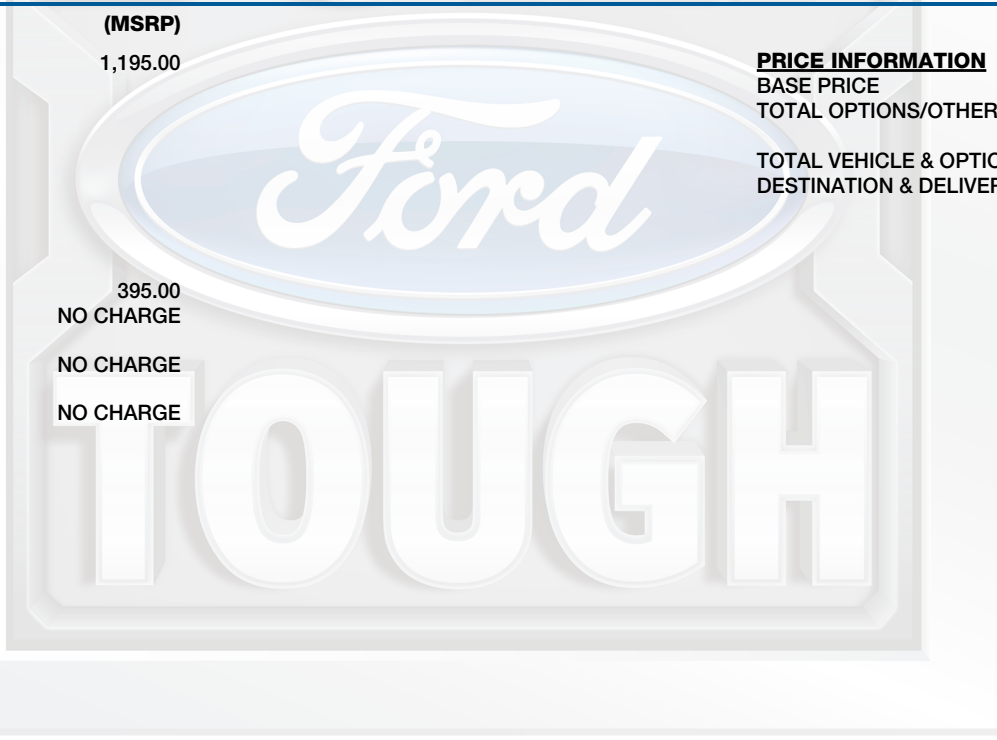 (MSRP)
1,195.00
395.00
NO CHARGE
NO CHARGE
NO CHARGE
PRICE INFORMATION
BASE PRICE
TOTAL OPTIONS/OTHER
TOTAL VEHICLE & OPTIO
DESTINATION & DELIVER
Ford
TOUGH